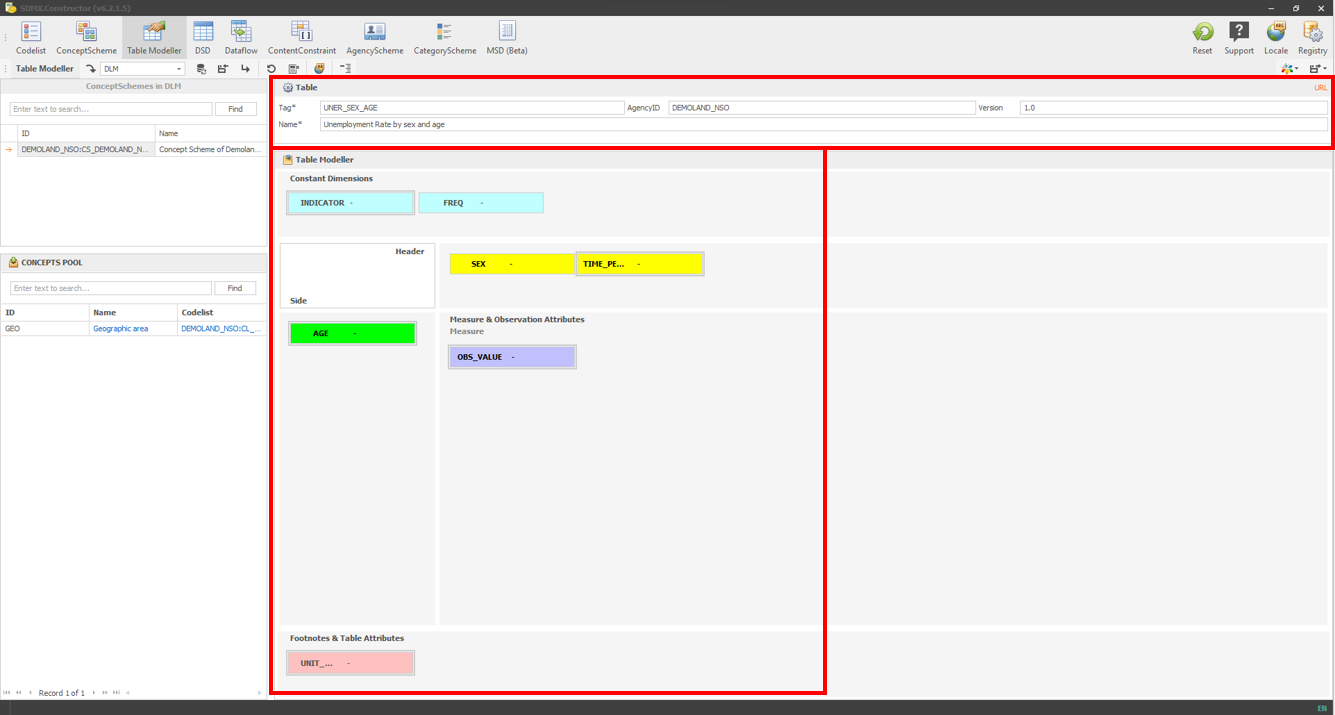 SDMX.Constructor (v6.2.1.5)
Codelist ConceptScheme Table Modeller DSD Dataflow ContentConstraint AgencyScheme CategoryScheme MSD (Beta) Reset Support Locale Registry
Table Modeller DLM
ConceptSchemes in DLM
Enter text to search... Find
ID Name
DEMOLAND_NSO:CS_DEMOLAND_N... Concept Scheme of Demolan...
CONCEPTS POOL
Enter text to search... Find
ID Name Codelist
GEO Geographic area DEMOLAND_NSO:CL_...
Record 1 of 1
Table URL
Tag* UNER_SEX_AGE AgencyID DEMOLAND_NSO Version 1.0
Name* Unemployment Rate by sex and age
Table Modeller
Constant Dimensions
INDICATOR - FREQ -
Header
Side
SEX - TIME_PE... -
AGE -
Measure & Observation Attributes
Measure
OBS_VALUE -
Footnotes & Table Attributes
UNIT_... -
EN